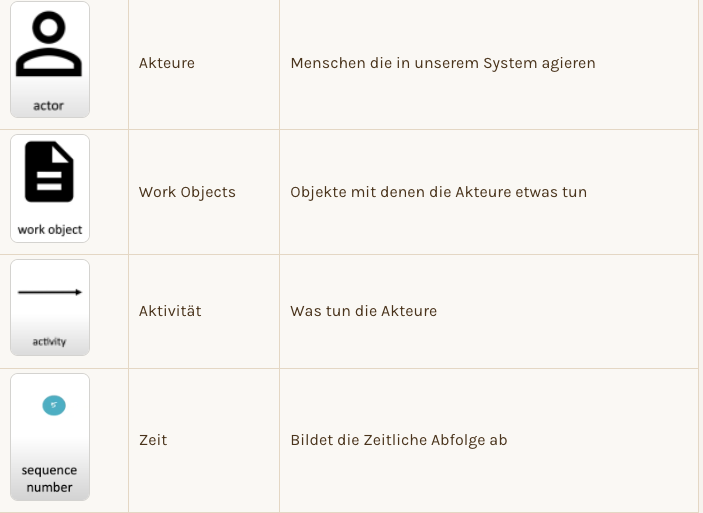 actor
Akteure
Menschen die in unserem System agieren
work object
Work Objects
Objekte mit denen die Akteure etwas tun
activity
Aktivität
Was tun die Akteure
5
sequence
number
Zeit
Bildet die Zeitliche Abfolge ab